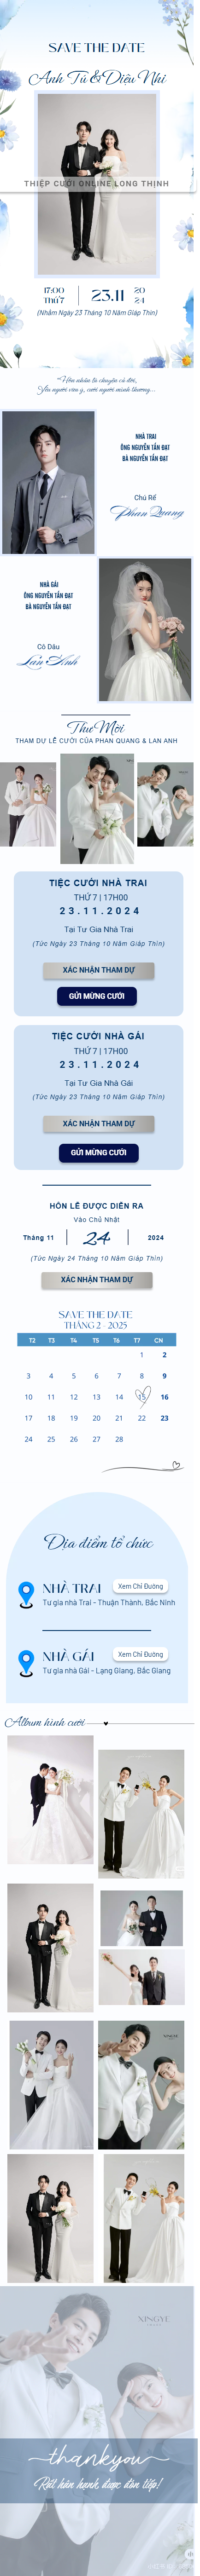 SAVE THE DATE
Anh Tú & Diệu Nhi
THIỆP CƯỚI ONLINE LONG THỊNH
17:00
Thứ 7
23.11
20
24
(Nhằm Ngày 23 Tháng 10 Năm Giáp Thìn)
"Hôn nhân là chuyện cả đời,
Yêu người vừa ý, cưới người mình thương...
NHÀ TRAI
ÔNG NGUYỄN TẤN ĐẠT
BÀ NGUYỄN TẤN ĐẠT
Chú Rể
Phan Quang
NHÀ GÁI
ÔNG NGUYỄN TẤN ĐẠT
BÀ NGUYỄN TẤN ĐẠT
Cô Dâu
Lan Anh
Thư Mời
THAM DỰ LỄ CƯỚI CỦA PHAN QUANG & LAN ANH
TIỆC CƯỚI NHÀ TRAI
THỨ 7 | 17H00
23.11.2024
Tại Tư Gia Nhà Trai
(Tức Ngày 23 Tháng 10 Năm Giáp Thìn)
XÁC NHẬN THAM DỰ
GỬI MỪNG CƯỚI
TIỆC CƯỚI NHÀ GÁI
THỨ 7 | 17H00
23.11.2024
Tại Tư Gia Nhà Gái
(Tức Ngày 23 Tháng 10 Năm Giáp Thìn)
XÁC NHẬN THAM DỰ
GỬI MỪNG CƯỚI
HÔN LỄ ĐƯỢC DIỄN RA
Vào Chủ Nhật
Tháng 11
24
2024
(Tức Ngày 24 Tháng 10 Năm Giáp Thìn)
XÁC NHẬN THAM DỰ
SAVE THE DATE
THÁNG 2 - 2025
T2 T3 T4 T5 T6 T7 CN
1 2
3 4 5 6 7 8 9
10 11 12 13 14 15 16
17 18 19 20 21 22 23
24 25 26 27 28
Địa điểm tổ chức
NHÀ TRAI
Xem Chỉ Đường
Tư gia nhà Trai - Thuận Thành, Bắc Ninh
NHÀ GÁI
Xem Chỉ Đường
Tư gia nhà Gái - Lạng Giang, Bắc Giang
Album hình cưới
XINGYE
XINGYE
thankyou
Rất hân hạnh được đón tiếp!